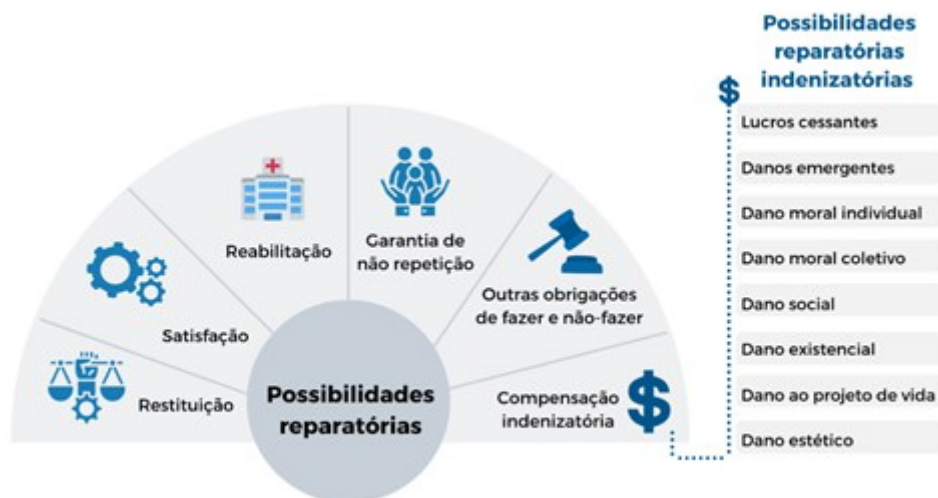 Restituição
Satisfação
Reabilitação
Garantia de
não repetição
Outras obrigações
de fazer e não-fazer
Compensação
indenizatória
$
Possibilidades
reparatórias
Possibilidades
reparatórias
indenizatórias
$
Lucros cessantes
Danos emergentes
Dano moral individual
Dano moral coletivo
Dano social
Dano existencial
Dano ao projeto de vida
Dano estético